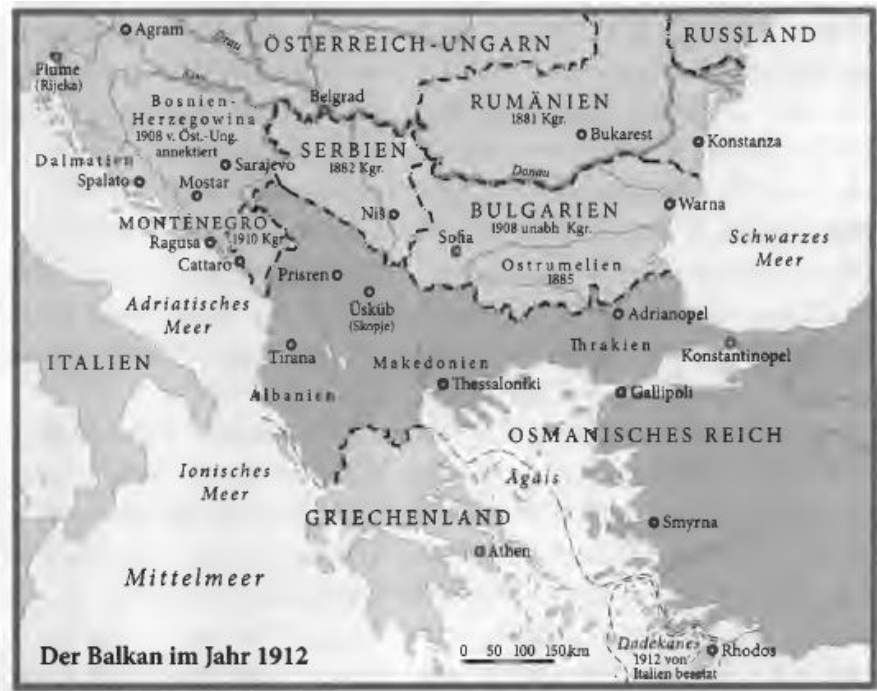 Agram
Drau
ÖSTERREICH-UNGARN
RUSSLAND
Fiume
(Rijeka)
Bosnien-
Herzegowina
1908 v. Öst.-Ung.
annektiert
Belgrad
RUMÄNIEN
1881 Kgr.
Bukarest
Konstanza
SERBIEN
1882 Kgr.
Dalmatien
Sarajevo
Donau
Spalato
Mostar
Niš
BULGARIEN
1908 unabh. Kgr.
Warna
MONTENEGRO
1910 Kgr.
Ragusa
Sofia
Schwarzes
Meer
Cattaro
Prisren
Ostrumelien
1885
Üsküb
(Skopje)
Adriatisches
Meer
Adrianopel
ITALIEN
Tirana
Makedonien
Thrakien
Konstantinopel
Thessaloniki
Albanien
Gallipoli
OSMANISCHES REICH
Ionisches
Meer
Ägäis
GRIECHENLAND
Smyrna
Athen
Mittelmeer
Der Balkan im Jahr 1912
0 50 100 150 km
Dodekanes
1912 von
Italien besetzt
Rhodos